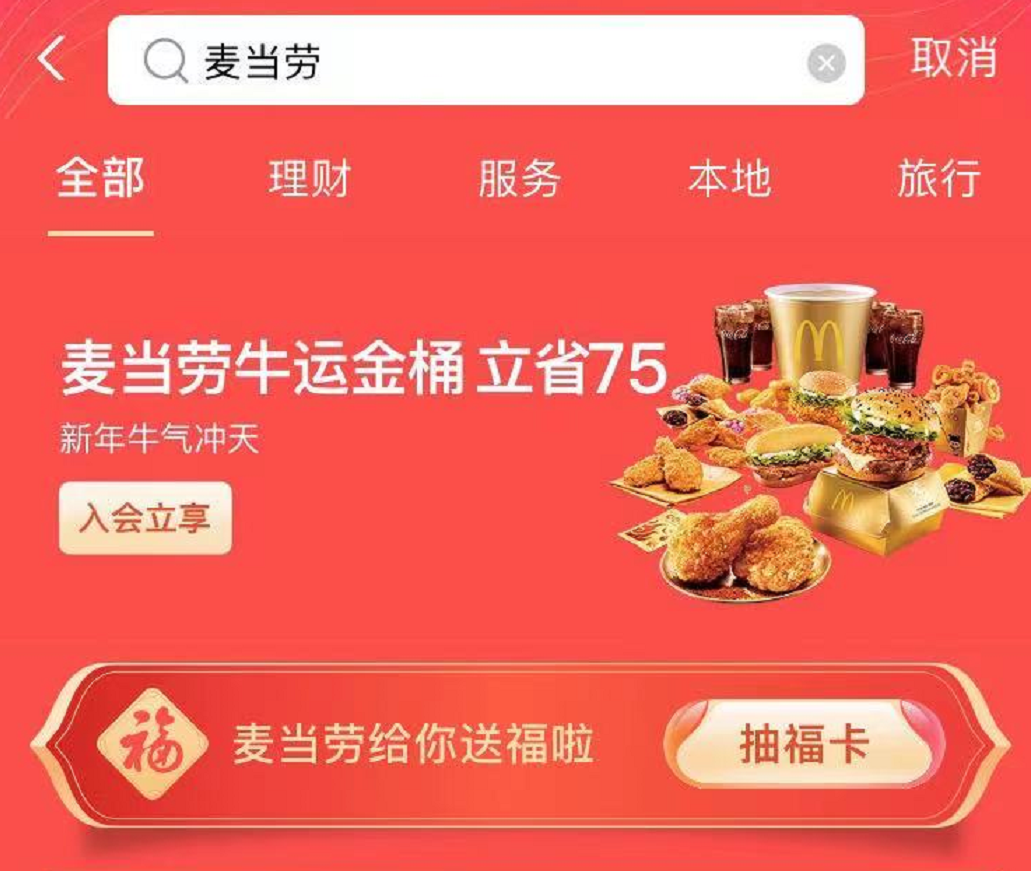 麦当劳
取消
全部 理财 服务 本地 旅行
麦当劳牛运金桶 立省75
新年牛气冲天
入会立享
福 麦当劳给你送福啦 抽福卡